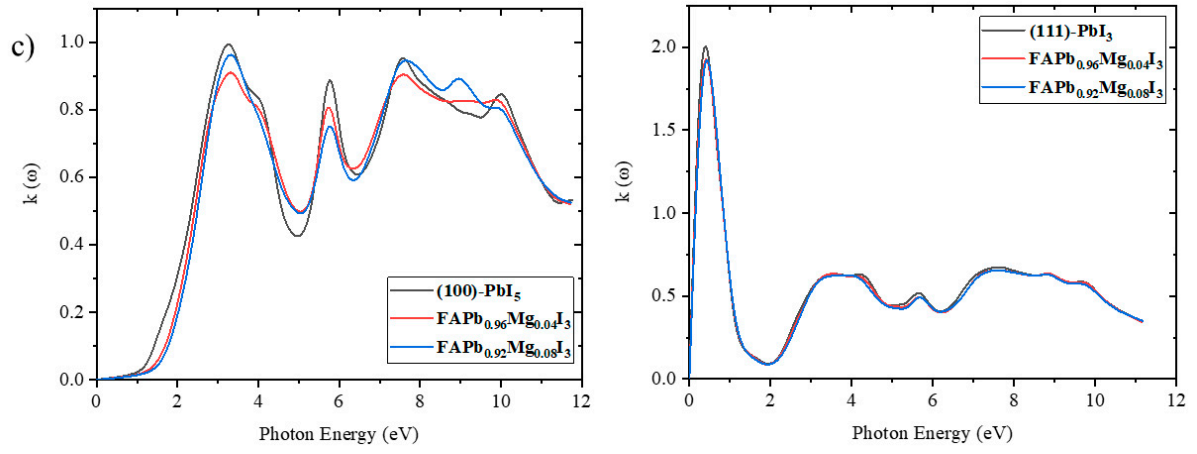 c)
1.0
0.8
0.6
0.4
0.2
0.0
k (ω)
0 2 4 6 8 10 12
Photon Energy (eV)
(100)-PbI₅
FAPb₀.₉₆Mg₀.₀₄I₃
FAPb₀.₉₂Mg₀.₀₈I₃
2.0
1.5
1.0
0.5
0.0
k (ω)
0 2 4 6 8 10 12
Photon Energy (eV)
(111)-PbI₃
FAPb₀.₉₆Mg₀.₀₄I₃
FAPb₀.₉₂Mg₀.₀₈I₃